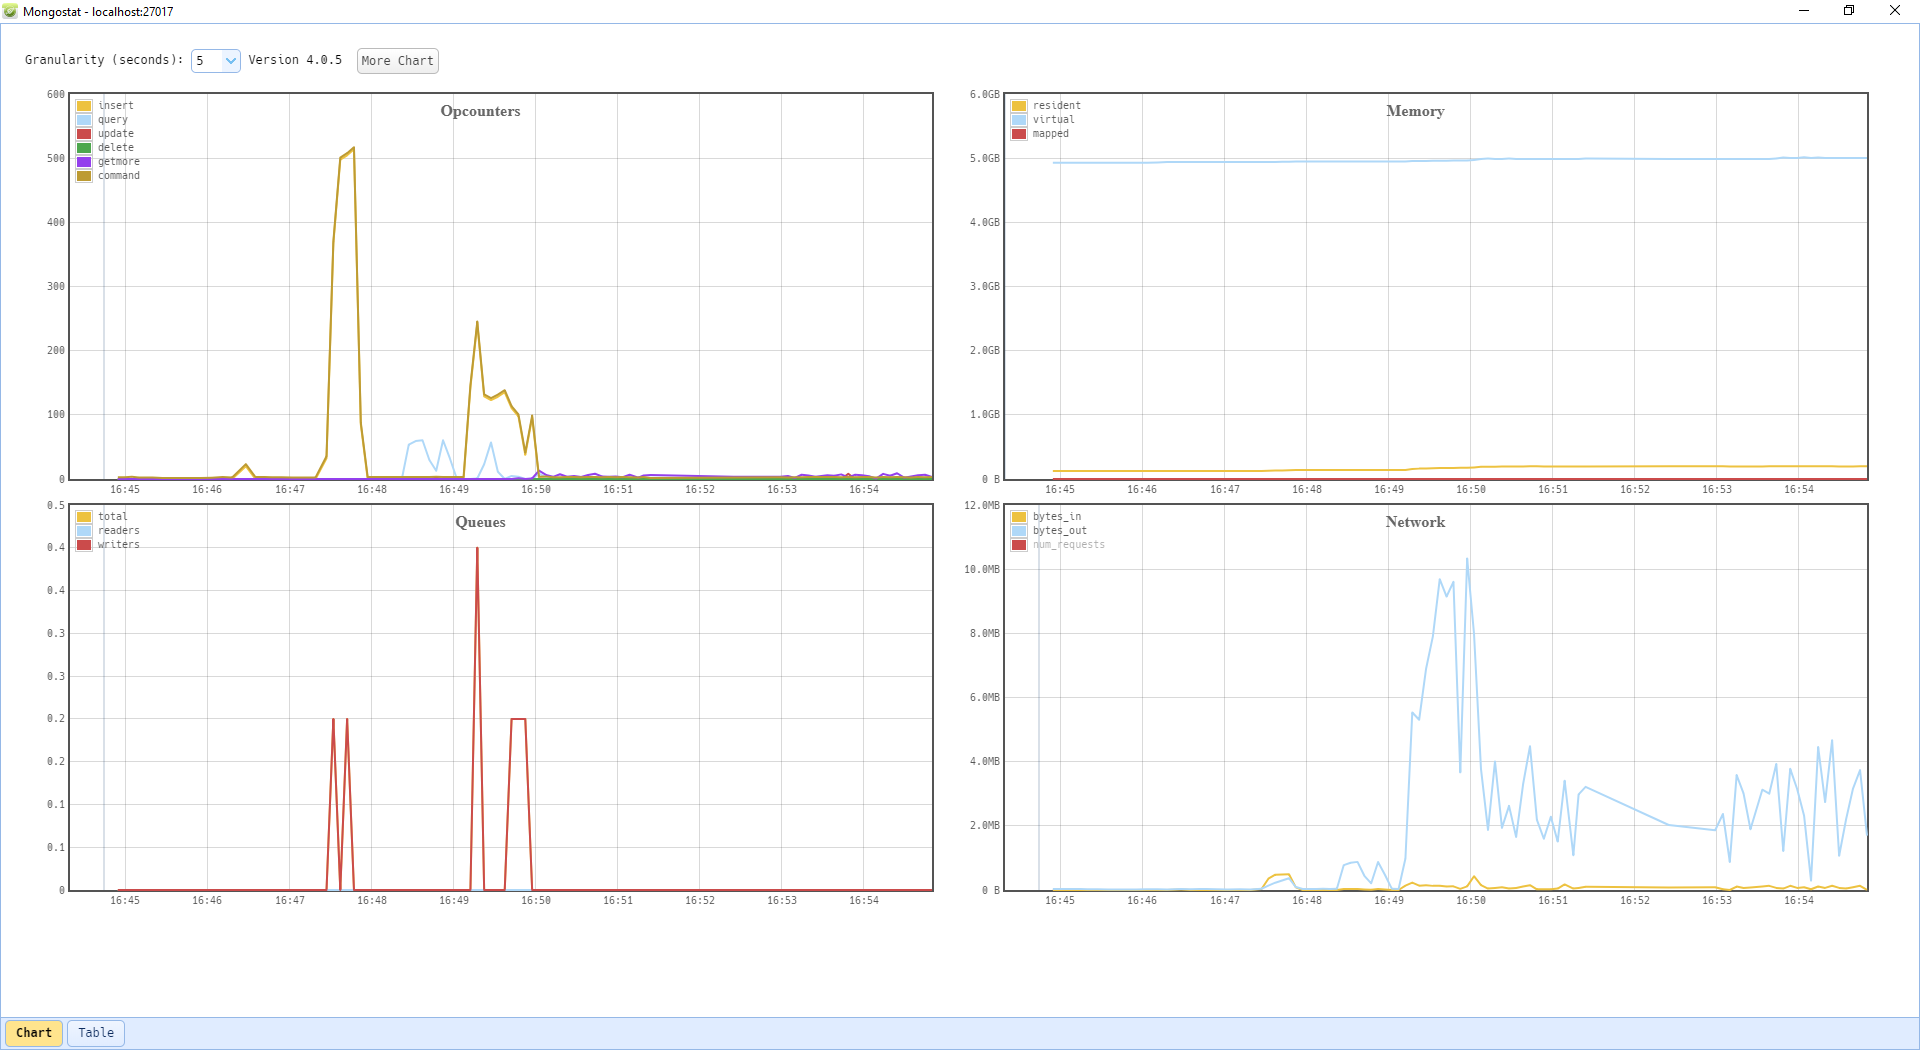 Mongostat - localhost:27017
Granularity (seconds): 5 Version 4.0.5 More Chart
Opcounters
insert
query
update
delete
getmore
command
600
500
400
300
200
100
0
16:45 16:46 16:47 16:48 16:49 16:50 16:51 16:52 16:53 16:54
Memory
resident
virtual
mapped
6.0GB
5.0GB
4.0GB
3.0GB
2.0GB
1.0GB
0 B
16:45 16:46 16:47 16:48 16:49 16:50 16:51 16:52 16:53 16:54
Queues
total
readers
writers
0.5
0.4
0.4
0.3
0.3
0.2
0.2
0.1
0.1
0
16:45 16:46 16:47 16:48 16:49 16:50 16:51 16:52 16:53 16:54
Network
bytes_in
bytes_out
num_requests
12.0MB
10.0MB
8.0MB
6.0MB
4.0MB
2.0MB
0 B
16:45 16:46 16:47 16:48 16:49 16:50 16:51 16:52 16:53 16:54
Chart Table